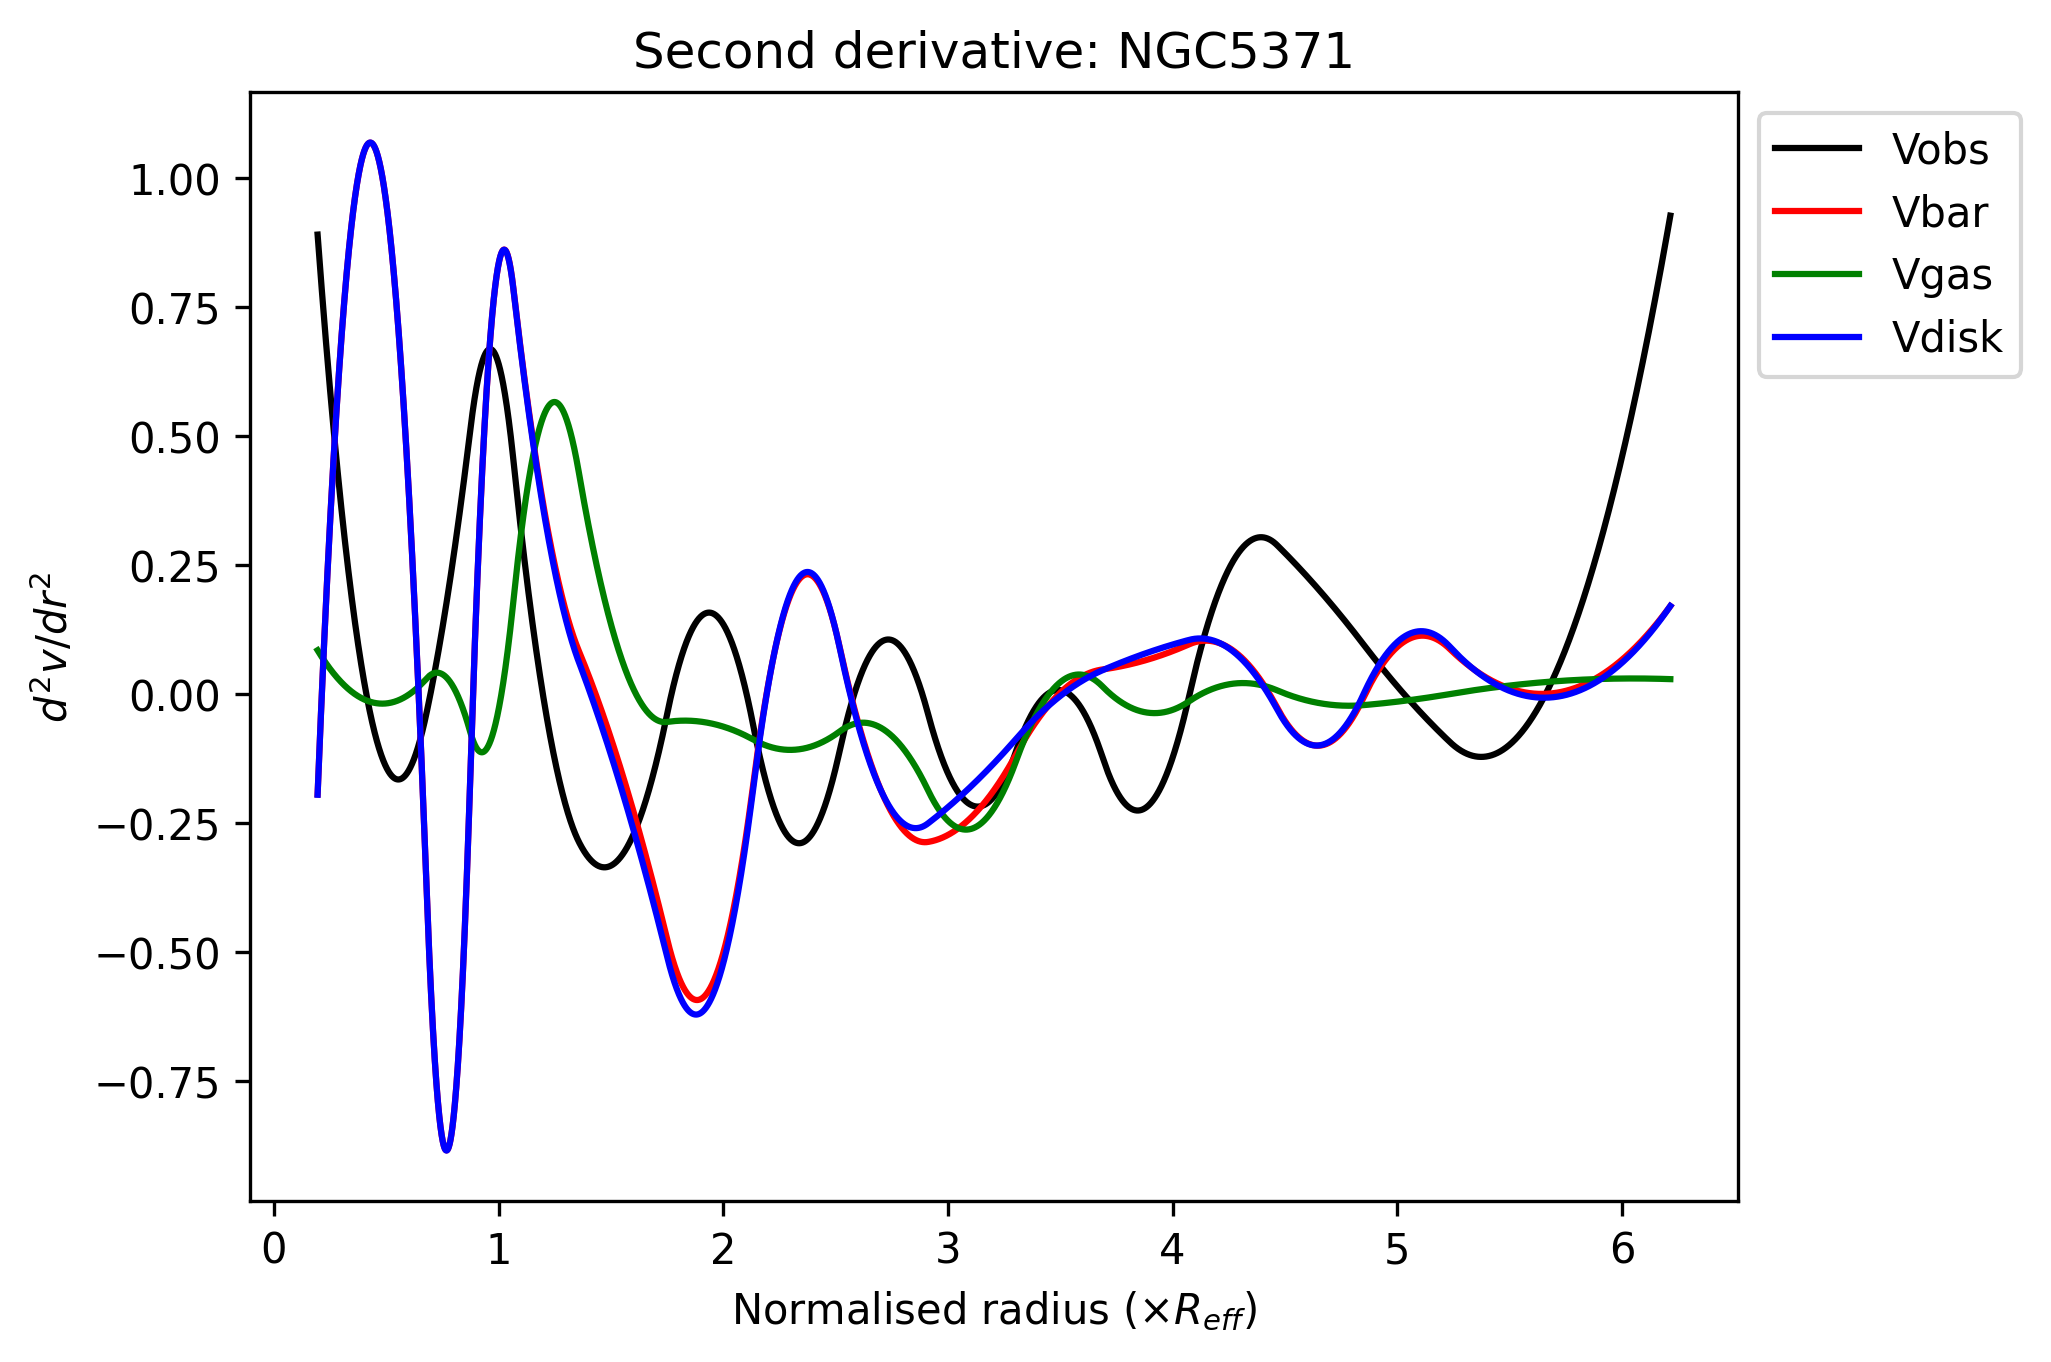 Second derivative: NGC5371
Vobs
Vbar
Vgas
Vdisk
1.00
0.75
0.50
0.25
0.00
−0.25
−0.50
−0.75
d²v/dr²
0 1 2 3 4 5 6
Normalised radius (×R_eff)